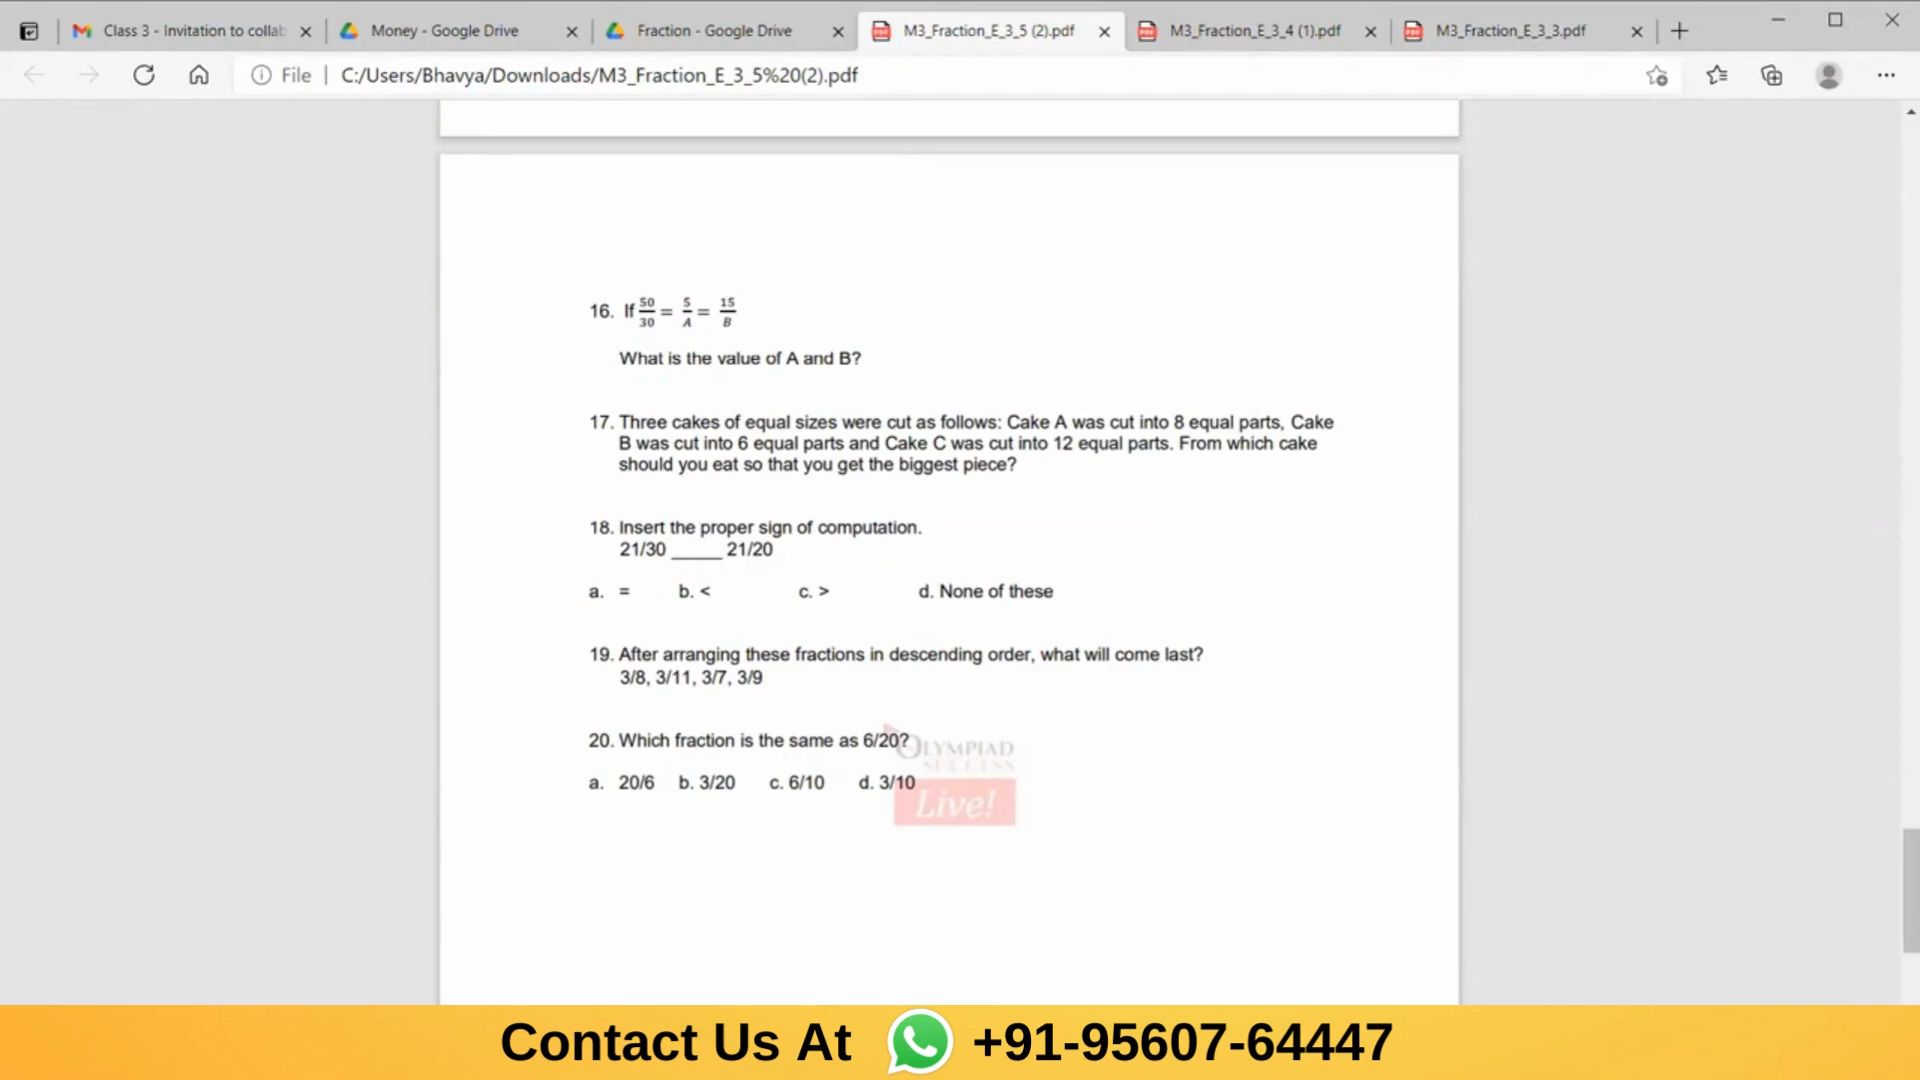 Class 3 - Invitation to collab
Money - Google Drive
Fraction - Google Drive
M3_Fraction_E_3_5 (2).pdf
M3_Fraction_E_3_4 (1).pdf
M3_Fraction_E_3_3.pdf
File | C:/Users/Bhavya/Downloads/M3_Fraction_E_3_5%20(2).pdf
16. If 50/30 = 5/A = 15/B
What is the value of A and B?
17. Three cakes of equal sizes were cut as follows: Cake A was cut into 8 equal parts, Cake
B was cut into 6 equal parts and Cake C was cut into 12 equal parts. From which cake
should you eat so that you get the biggest piece?
18. Insert the proper sign of computation.
21/30 _____ 21/20
a. = b. < c. > d. None of these
19. After arranging these fractions in descending order, what will come last?
3/8, 3/11, 3/7, 3/9
20. Which fraction is the same as 6/20?
OLYMPIAD
SUCCESS
a. 20/6 b. 3/20 c. 6/10 d. 3/10
Live!
Contact Us At +91-95607-64447